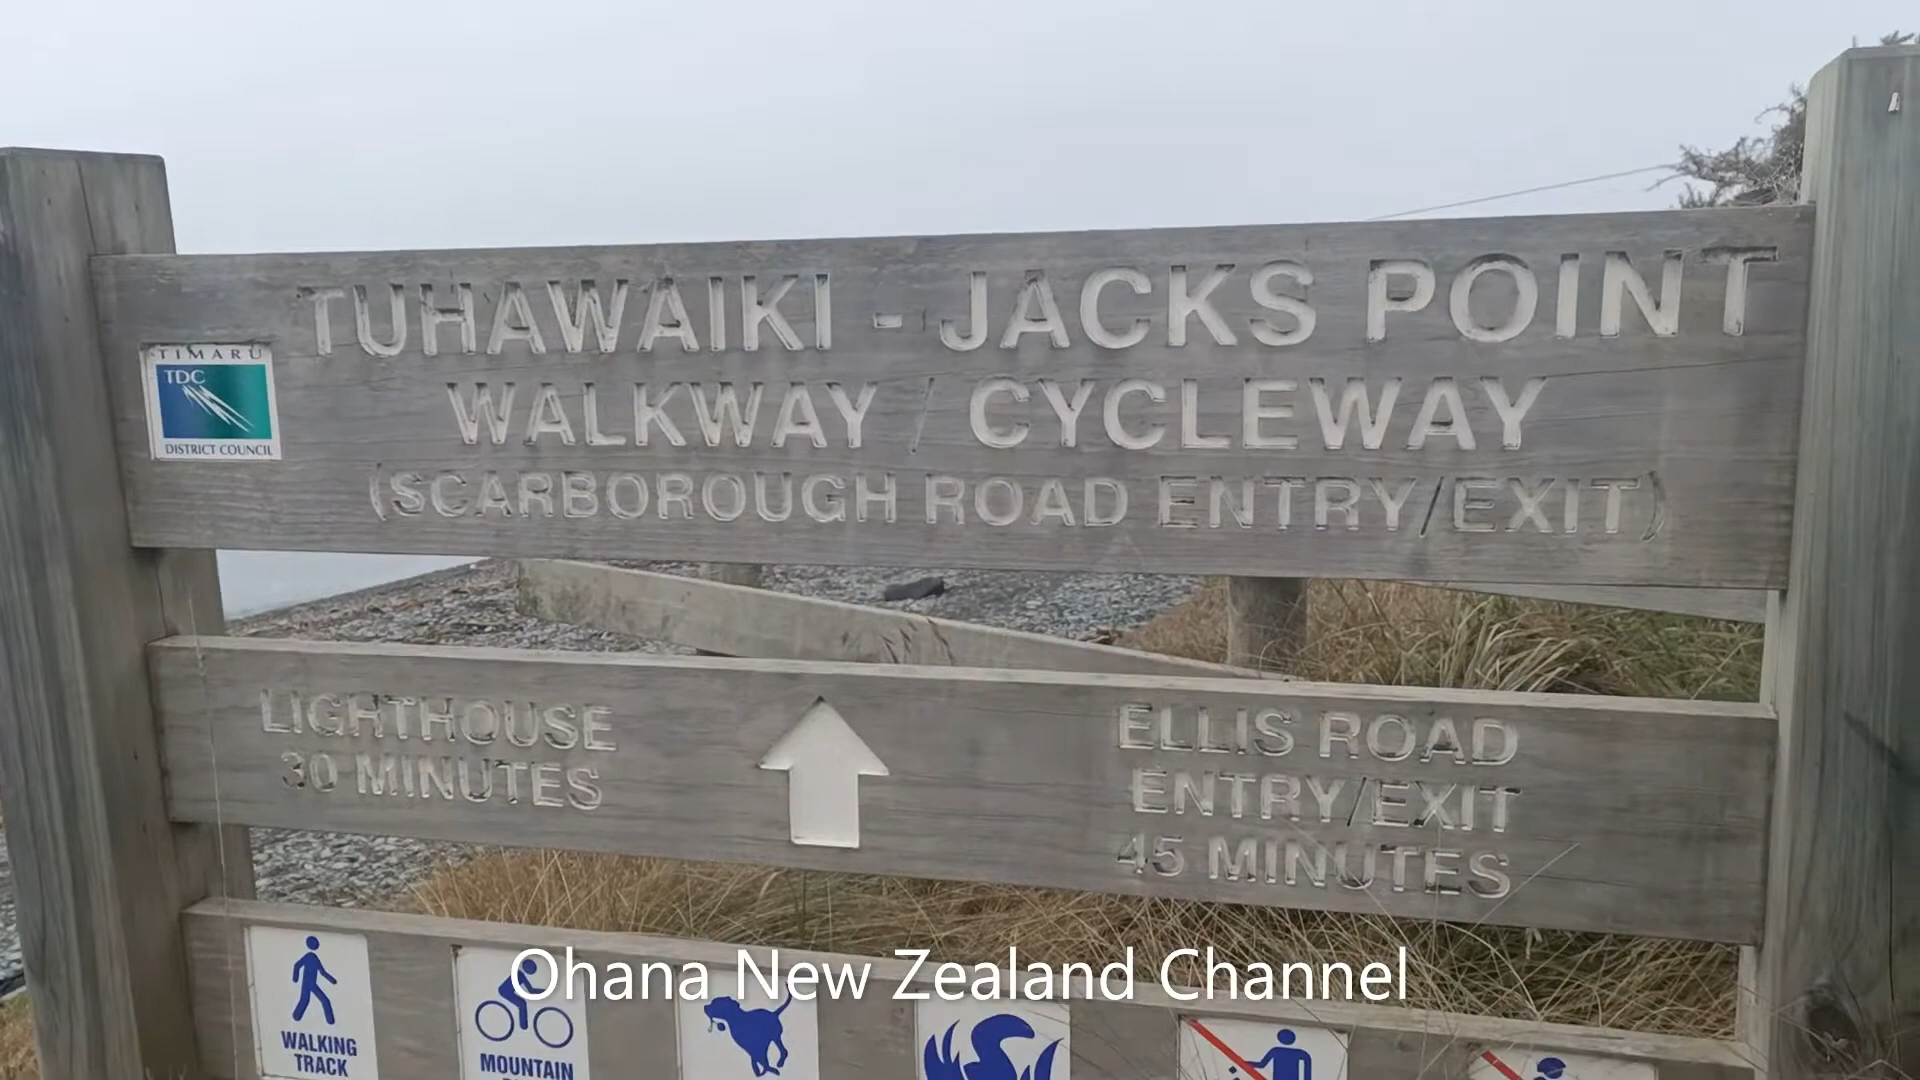 TUHAWAIKI - JACKS POINT
WALKWAY / CYCLEWAY
(SCARBOROUGH ROAD ENTRY/EXIT)
TIMARU
TDC
DISTRICT COUNCIL
LIGHTHOUSE
30 MINUTES
ELLIS ROAD
ENTRY/EXIT
45 MINUTES
Ohana New Zealand Channel
WALKING
TRACK
MOUNTAIN